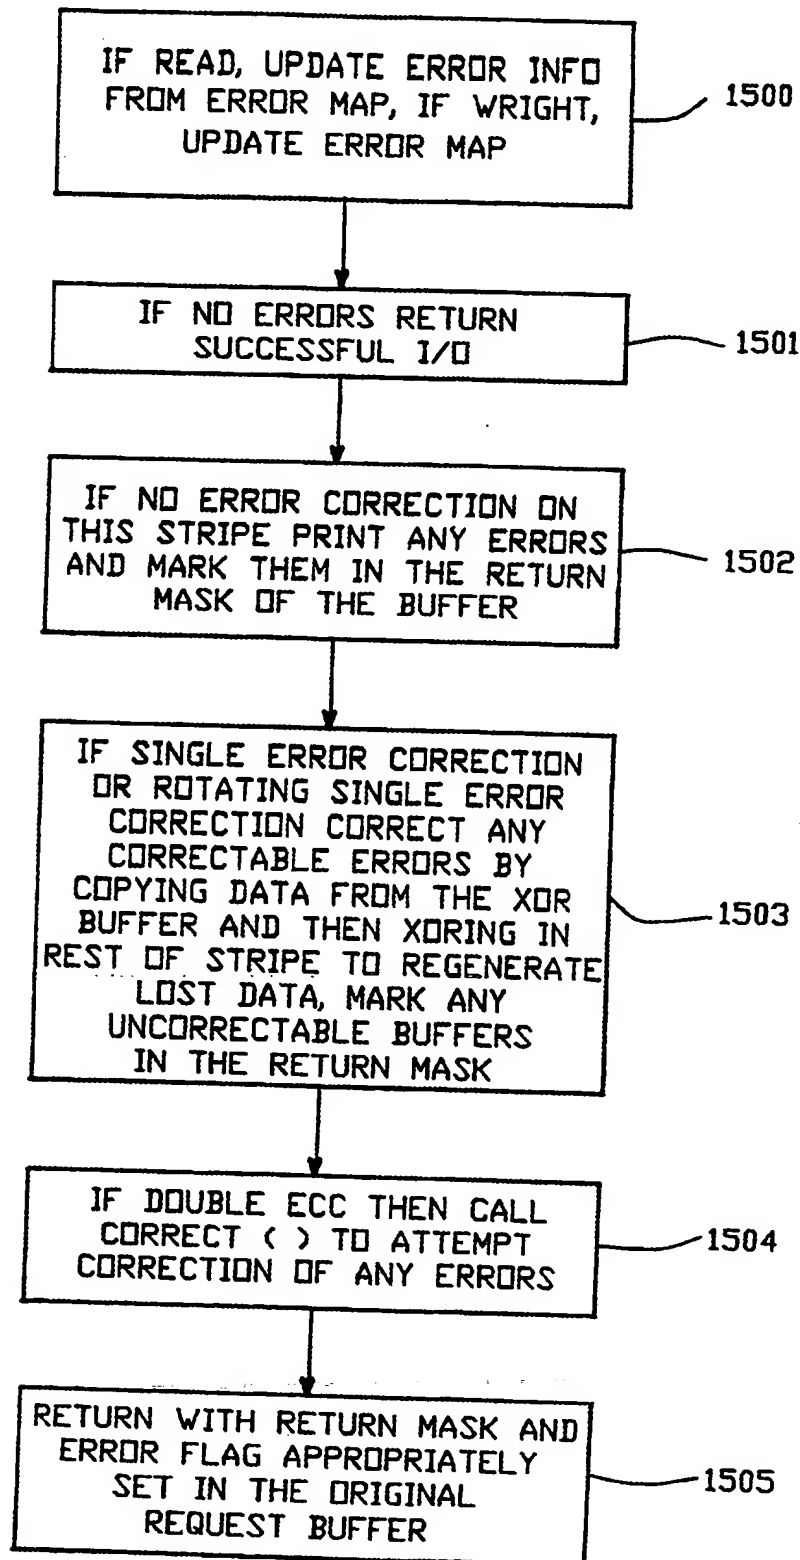 IF READ, UPDATE ERROR INFO
FROM ERROR MAP, IF WRIGHT,
UPDATE ERROR MAP
1500
IF NO ERRORS RETURN
SUCCESSFUL I/O
1501
IF NO ERROR CORRECTION ON
THIS STRIPE PRINT ANY ERRORS
AND MARK THEM IN THE RETURN
MASK OF THE BUFFER
1502
IF SINGLE ERROR CORRECTION
OR ROTATING SINGLE ERROR
CORRECTION CORRECT ANY
CORRECTABLE ERRORS BY
COPYING DATA FROM THE XOR
BUFFER AND THEN XORING IN
REST OF STRIPE TO REGENERATE
LOST DATA, MARK ANY
UNCORRECTABLE BUFFERS
IN THE RETURN MASK
1503
IF DOUBLE ECC THEN CALL
CORRECT ( ) TO ATTEMPT
CORRECTION OF ANY ERRORS
1504
RETURN WITH RETURN MASK AND
ERROR FLAG APPROPRIATELY
SET IN THE ORIGINAL
REQUEST BUFFER
1505